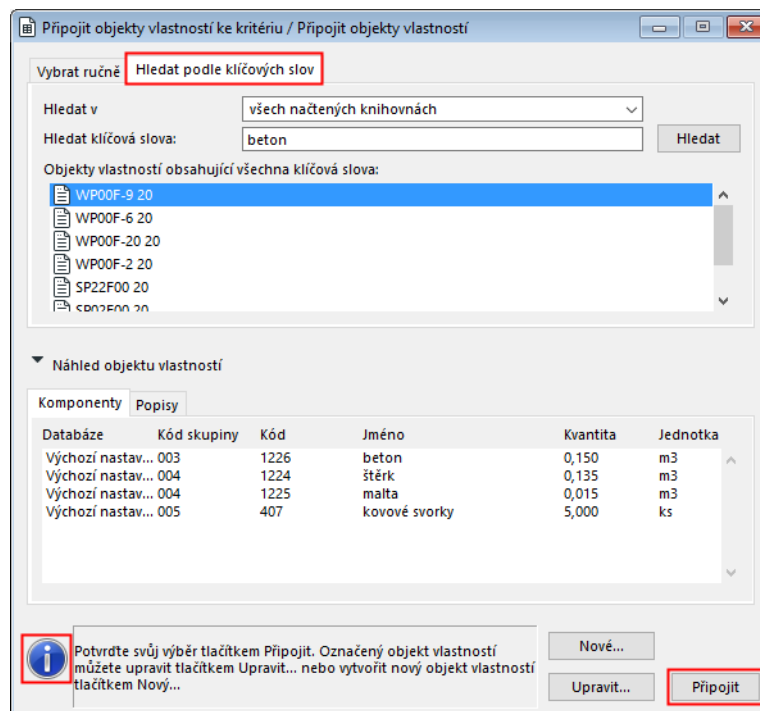 Připojit objekty vlastností ke kritériu / Připojit objekty vlastností
Vybrat ručně Hledat podle klíčových slov
Hledat v všech načtených knihovnách
Hledat klíčová slova: beton Hledat
Objekty vlastností obsahující všechna klíčová slova:
WP00F-9 20
WP00F-6 20
WP00F-20 20
WP00F-2 20
SP22F00 20
SP02F00 20
Náhled objektu vlastností
Komponenty Popisy
Databáze Kód skupiny Kód Jméno Kvantita Jednotka
Výchozí nastav... 003 1226 beton 0,150 m3
Výchozí nastav... 004 1224 štěrk 0,135 m3
Výchozí nastav... 004 1225 malta 0,015 m3
Výchozí nastav... 005 407 kovové svorky 5,000 ks
Potvrďte svůj výběr tlačítkem Připojit. Označený objekt vlastností
můžete upravit tlačítkem Upravit... nebo vytvořit nový objekt vlastností
tlačítkem Nový...
Nové...
Upravit... Připojit